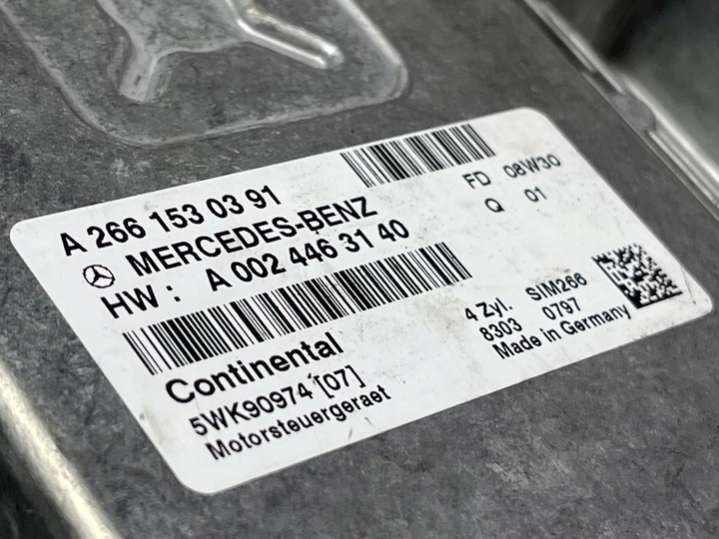 A 266 153 03 91
MERCEDES-BENZ
HW : A 002 446 31 40
FD 08W30
Q 01
Continental
5WK90974 [07]
Motorsteuergeraet
4 Zyl. SIM266
8303 0797
Made in Germany